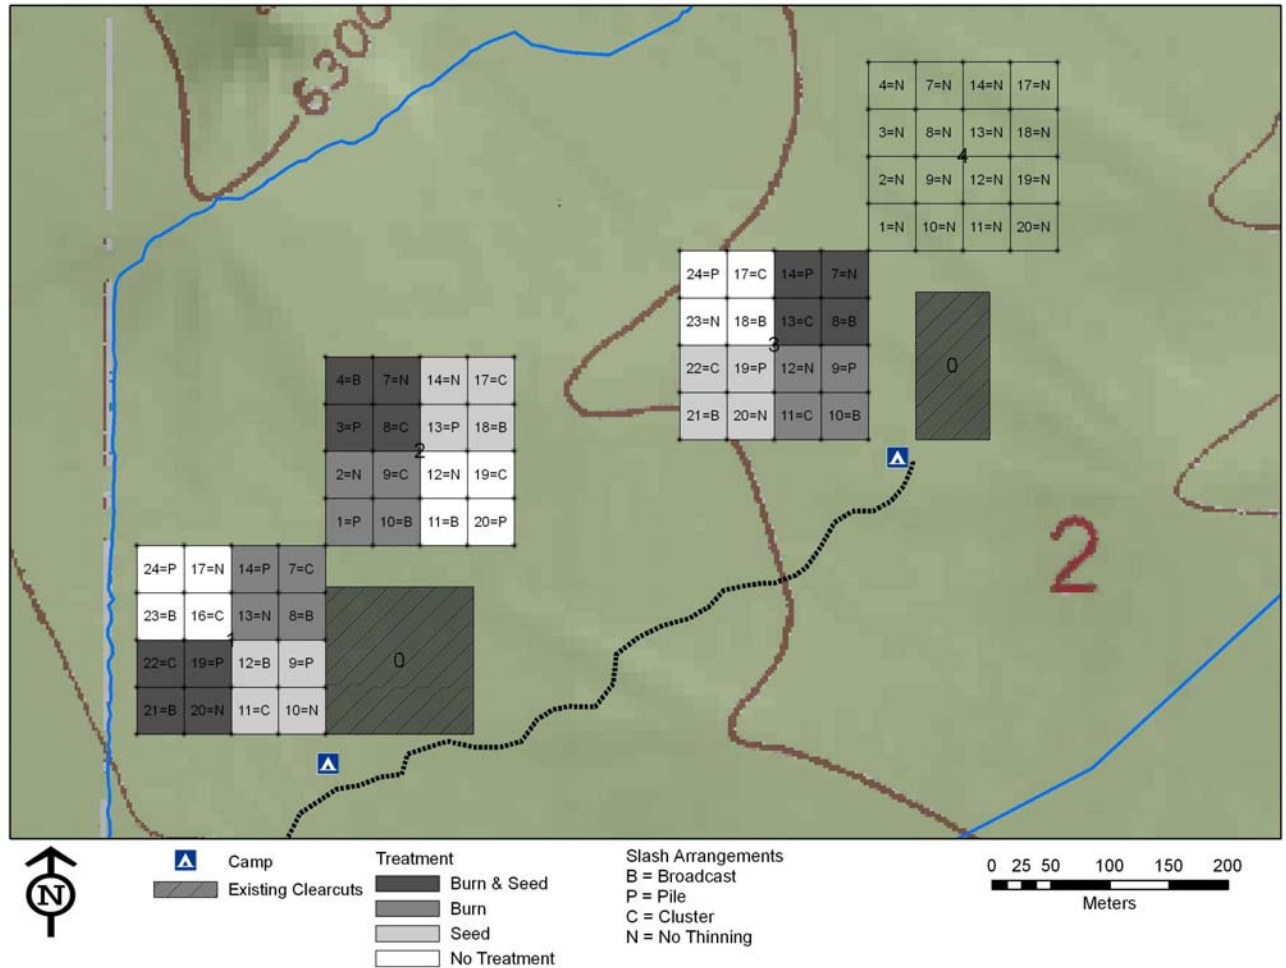 6300
4=N 7=N 14=N 17=N
3=N 8=N 13=N 18=N
4
2=N 9=N 12=N 19=N
1=N 10=N 11=N 20=N
24=P 17=C 14=P 7=N
23=N 18=B 13=C 8=B
3
22=C 19=P 12=N 9=P
21=B 20=N 11=C 10=B
0
4=B 7=N 14=N 17=C
3=P 8=C 13=P 18=B
2
2=N 9=C 12=N 19=C
1=P 10=B 11=B 20=P
24=P 17=N 14=P 7=C
23=B 16=C 13=N 8=B
1
22=C 19=P 12=B 9=P
21=B 20=N 11=C 10=N
0
2
N
Camp
Existing Clearcuts
Treatment
Burn & Seed
Burn
Seed
No Treatment
Slash Arrangements
B = Broadcast
P = Pile
C = Cluster
N = No Thinning
0 25 50 100 150 200
Meters